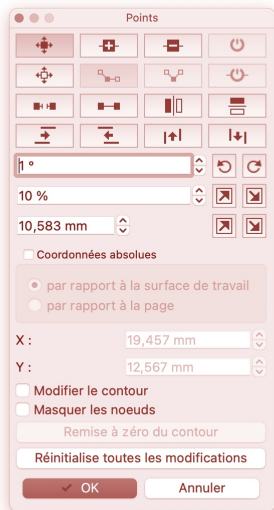 Points
1 °
10 %
10,583 mm
Coordonnées absolues
par rapport à la surface de travail
par rapport à la page
X : 19,457 mm
Y : 12,567 mm
Modifier le contour
Masquer les noeuds
Remise à zéro du contour
Réinitialise toutes les modifications
OK Annuler